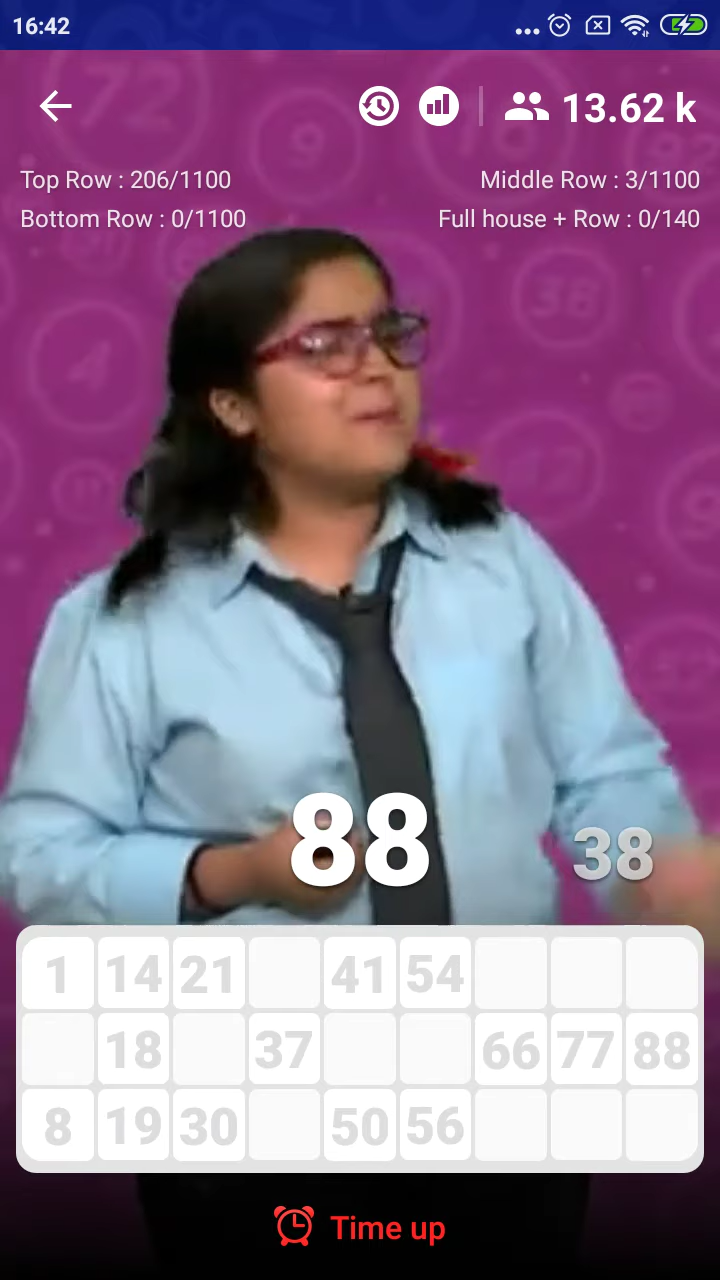 16:42
13.62 k
Top Row : 206/1100
Middle Row : 3/1100
Bottom Row : 0/1100
Full house + Row : 0/140
88 38
1 14 21 41 54
18 37 66 77 88
8 19 30 50 56
Time up